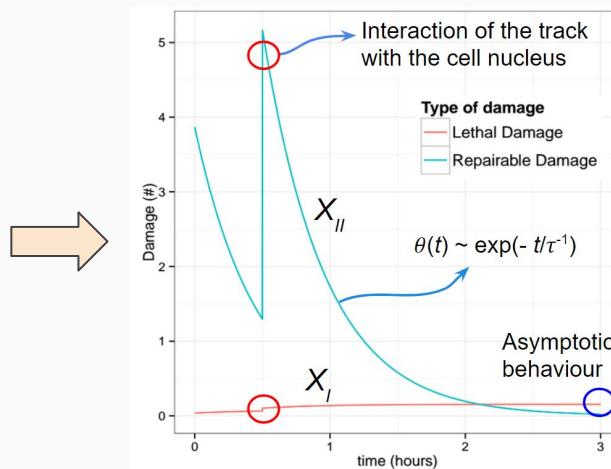 Interaction of the track
with the cell nucleus
5
Type of damage
Lethal Damage
Repairable Damage
4
Damage (#)
3
X_II
θ(t) ~ exp(- t/τ⁻¹)
2
1
Asymptotic
behaviour
X_I
0
0
1
2
3
time (hours)